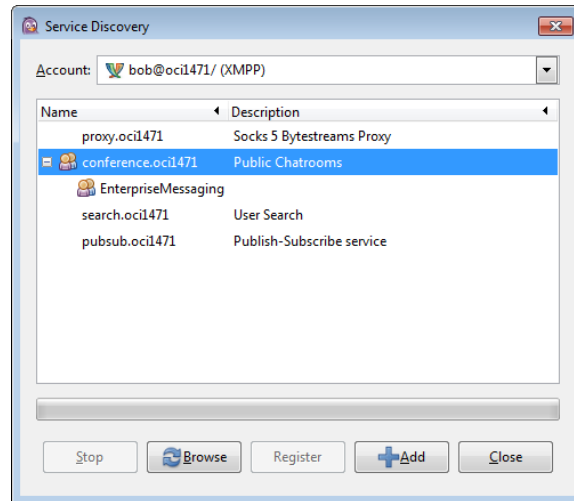 Service Discovery
Account: bob@oci1471/ (XMPP)
Name Description
proxy.oci1471 Socks 5 Bytestreams Proxy
conference.oci1471 Public Chatrooms
EnterpriseMessaging
search.oci1471 User Search
pubsub.oci1471 Publish-Subscribe service
Stop Browse Register Add Close